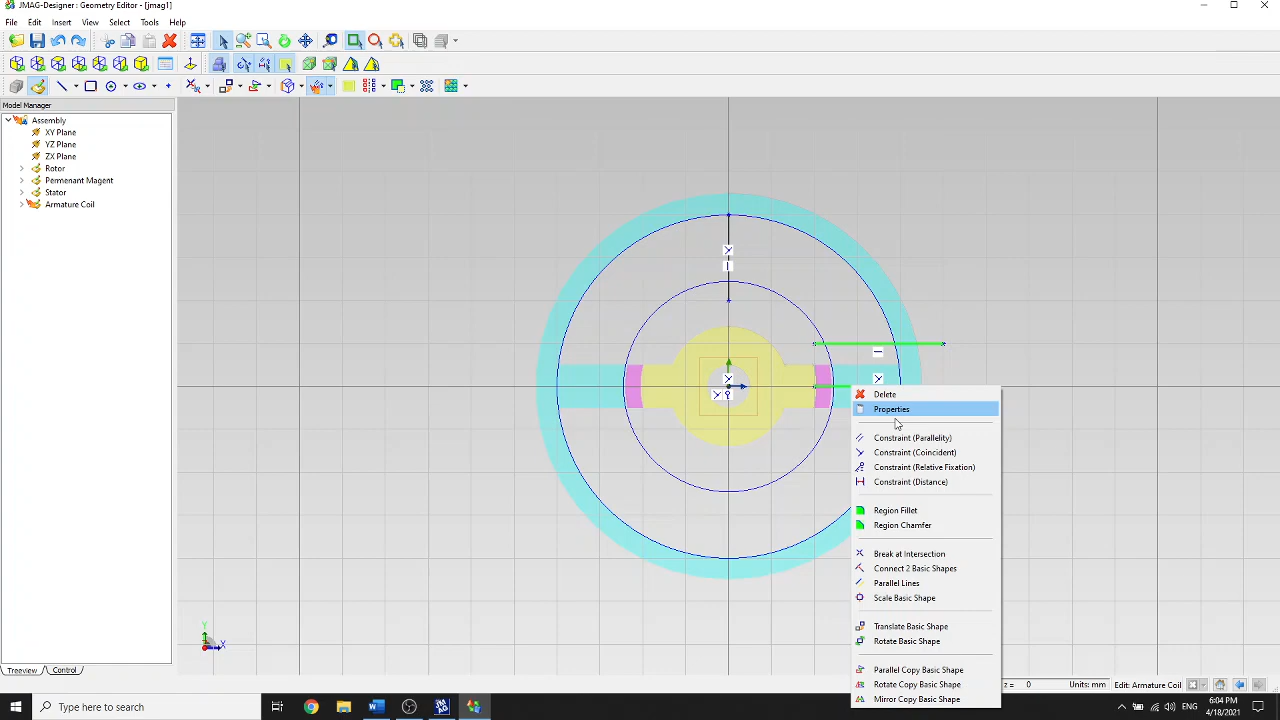 JMAG-Designer : Geometry Editor - [jmag1]
File Edit Insert View Select Tools Help
Model Manager
Assembly
XY Plane
YZ Plane
ZX Plane
Rotor
Permenant Magent
Stator
Armature Coil
Delete
Properties
Constraint (Parallelity)
Constraint (Coincident)
Constraint (Relative Fixation)
Constraint (Distance)
Region Fillet
Region Chamfer
Break at Intersection
Connect 2 Basic Shapes
Parallel Lines
Scale Basic Shape
Translate Basic Shape
Rotate Basic Shape
Parallel Copy Basic Shape
Rotate Copy Basic Shape
Mirror Copy Basic Shape
Y
X
Treeview Control
z = 0 Units: mm Edit: Armature Coil
Type here to search
ENG
6:04 PM
4/18/2021